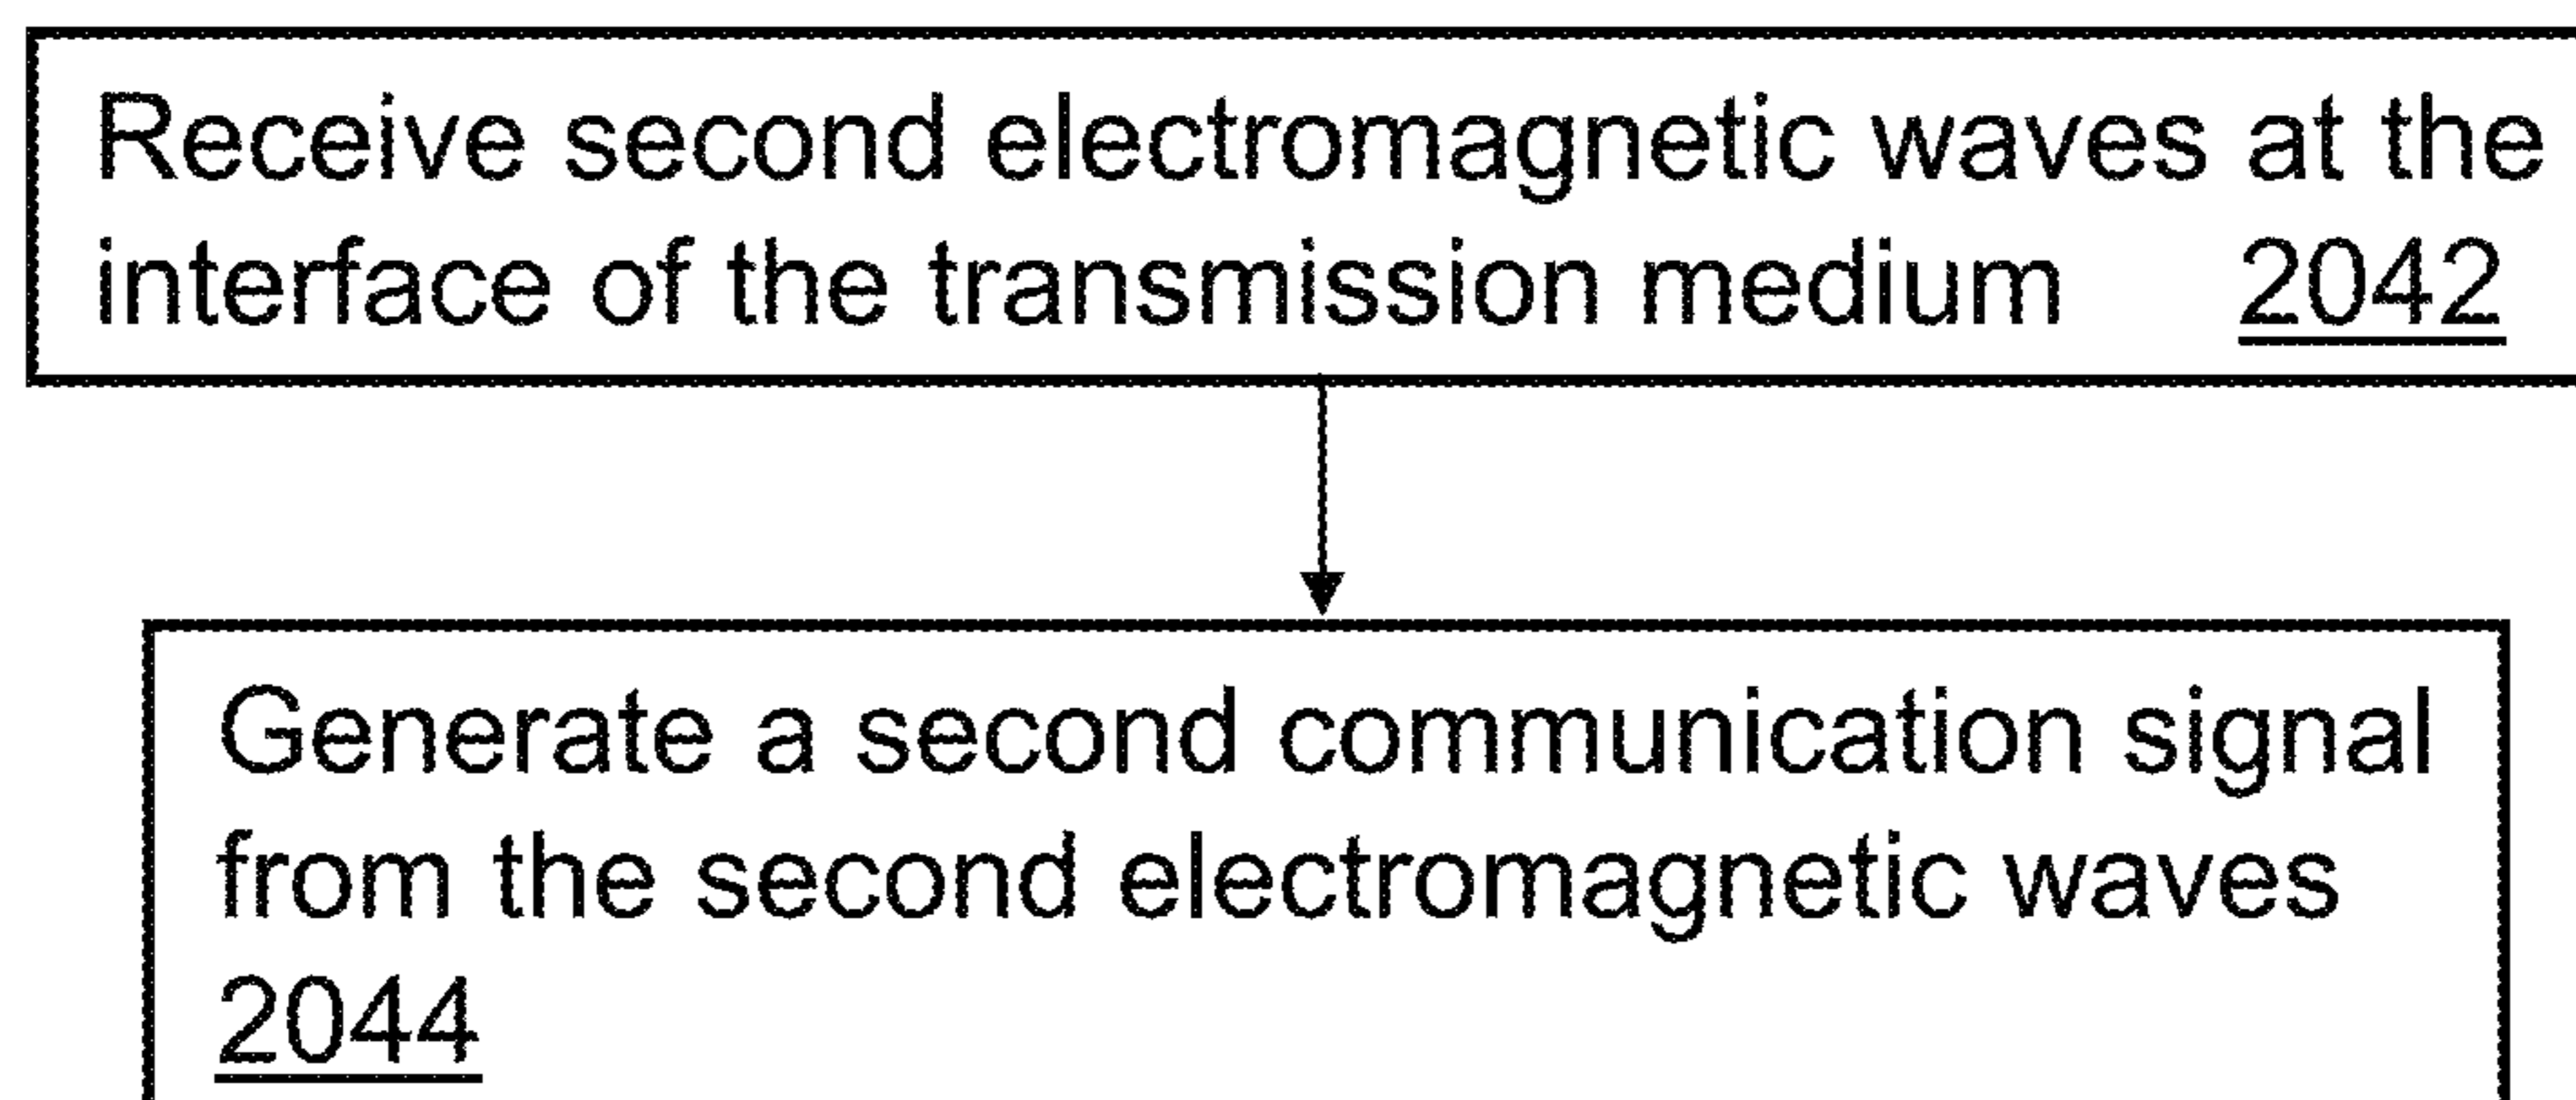 Receive second electromagnetic waves at the
interface of the transmission medium 2042
Generate a second communication signal
from the second electromagnetic waves
2044